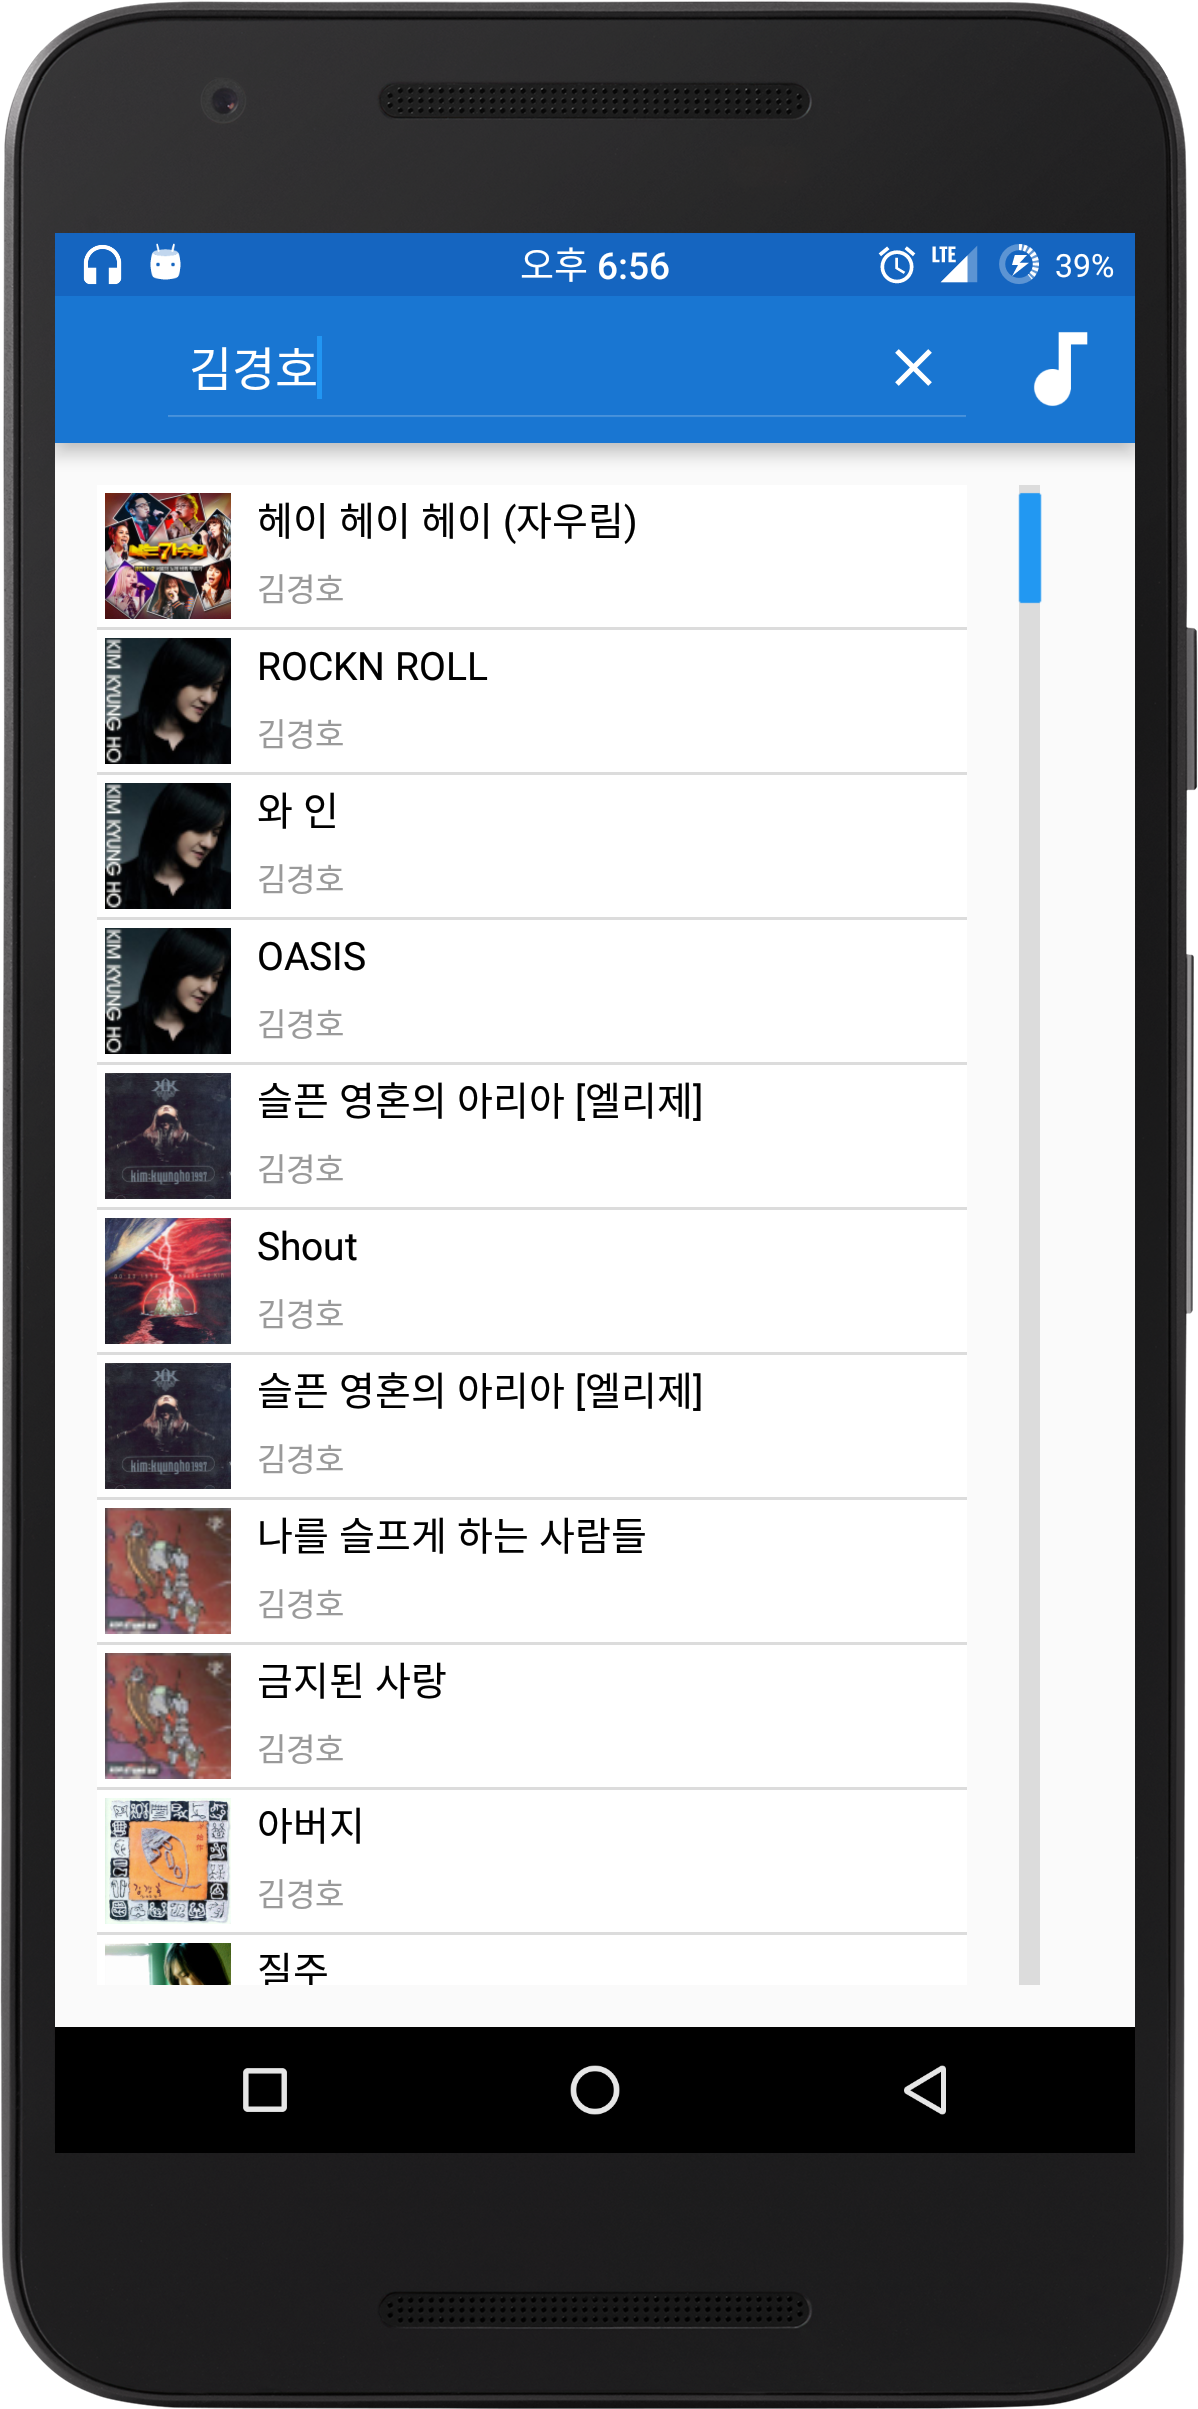 오후 6:56
LTE
39%
김경호
헤이 헤이 헤이 (자우림)
김경호
KIM KYUNG HO
ROCKN ROLL
김경호
KIM KYUNG HO
와 인
김경호
KIM KYUNG HO
OASIS
김경호
kim:kyungho1997
슬픈 영혼의 아리아 [엘리제]
김경호
Shout
김경호
kim:kyungho1997
슬픈 영혼의 아리아 [엘리제]
김경호
나를 슬프게 하는 사람들
김경호
금지된 사랑
김경호
아버지
김경호
질주